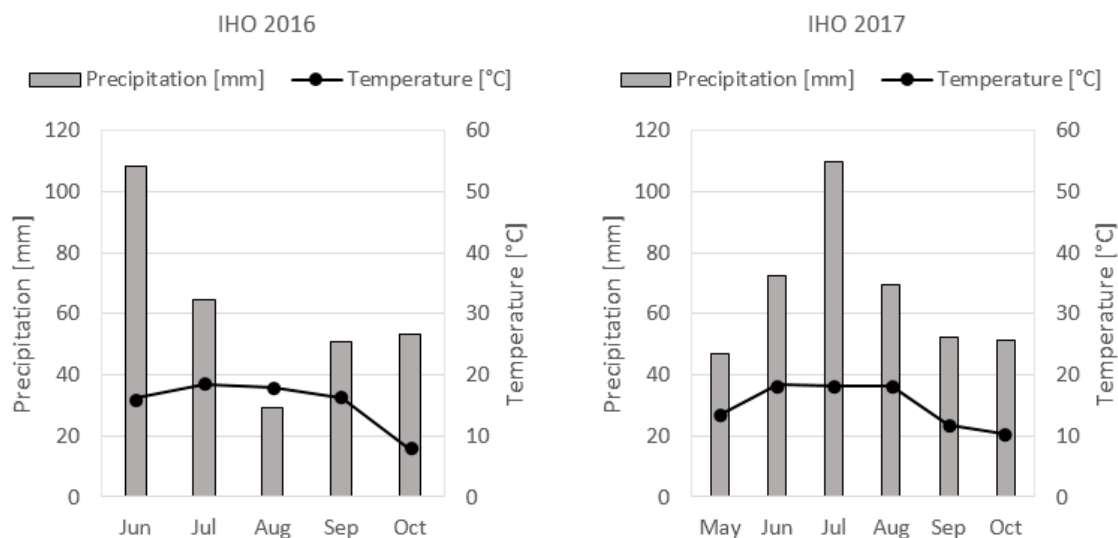 IHO 2016
Precipitation [mm] Temperature [°C]
120 60
100 50
80 40
60 30
40 20
20 10
0 0
Precipitation [mm]
Temperature [°C]
Jun Jul Aug Sep Oct
IHO 2017
Precipitation [mm] Temperature [°C]
120 60
100 50
80 40
60 30
40 20
20 10
0 0
Precipitation [mm]
Temperature [°C]
May Jun Jul Aug Sep Oct